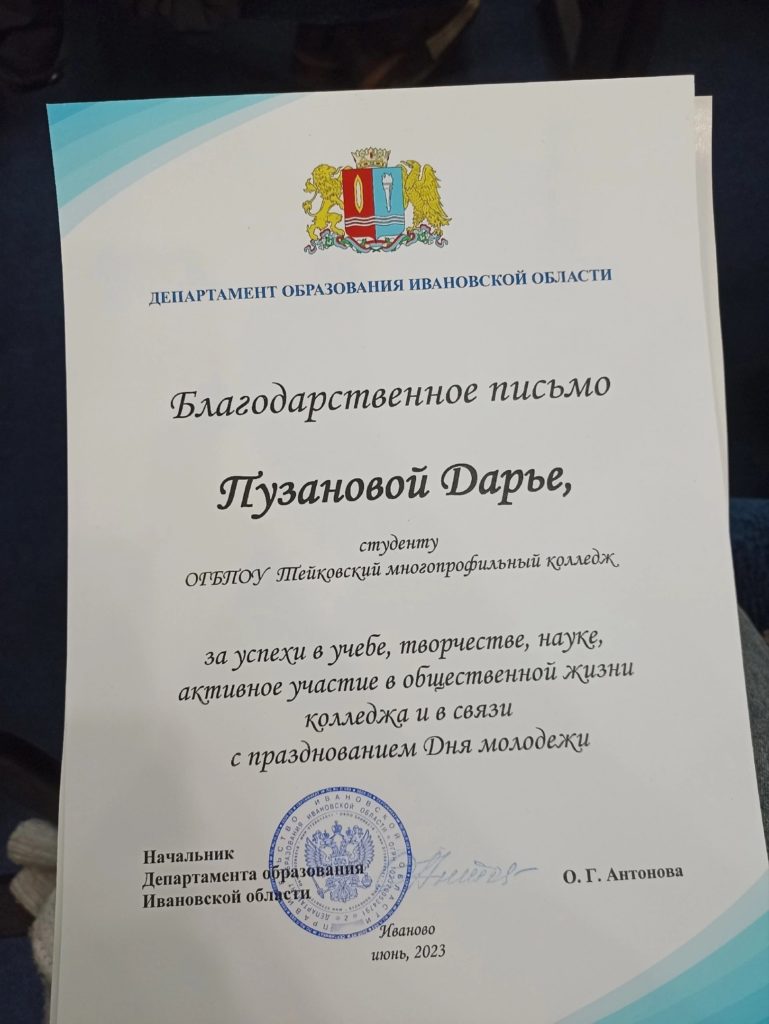 ДЕПАРТАМЕНТ ОБРАЗОВАНИЯ ИВАНОВСКОЙ ОБЛАСТИ
Благодарственное письмо
Пузановой Дарье,
студенту
ОГБПОУ Тейковский многопрофильный колледж
за успехи в учебе, творчестве, науке,
активное участие в общественной жизни
колледжа и в связи
с празднованием Дня молодежи
Начальник
Департамента образования
Ивановской области
О. Г. Антонова
Иваново
июнь, 2023